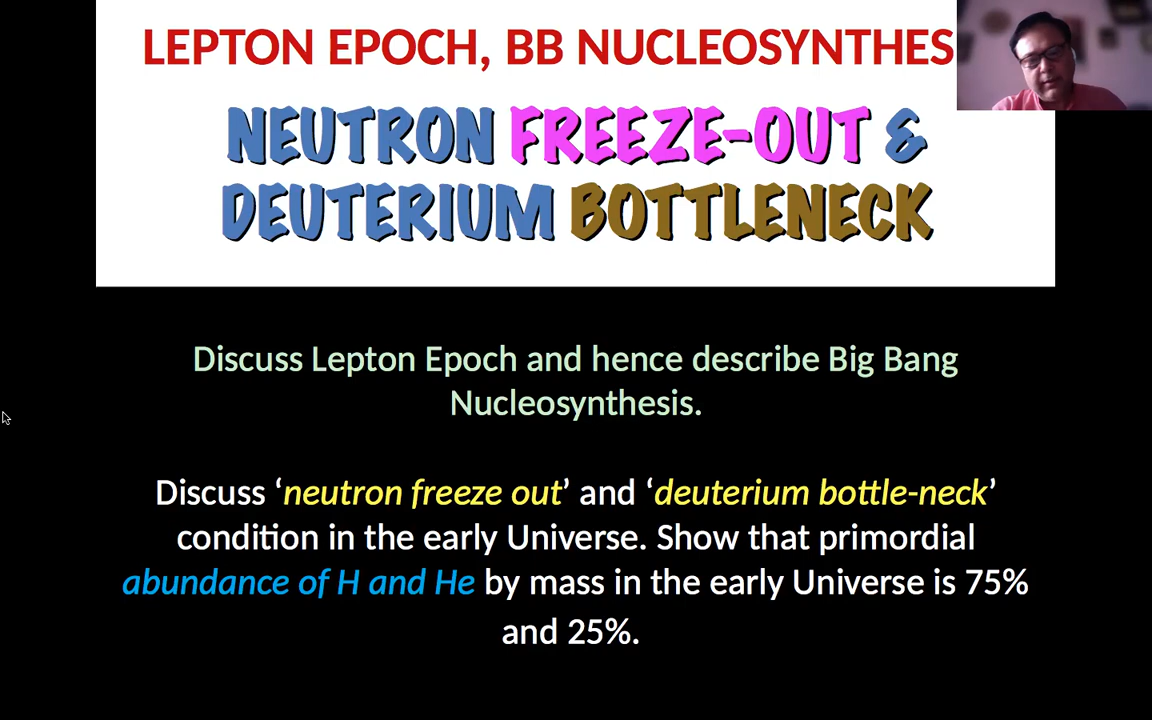 LEPTON EPOCH, BB NUCLEOSYNTHES
NEUTRON FREEZE-OUT &
DEUTERIUM BOTTLENECK
Discuss Lepton Epoch and hence describe Big Bang
Nucleosynthesis.
Discuss ‘neutron freeze out’ and ‘deuterium bottle-neck’
condition in the early Universe. Show that primordial
abundance of H and He by mass in the early Universe is 75%
and 25%.